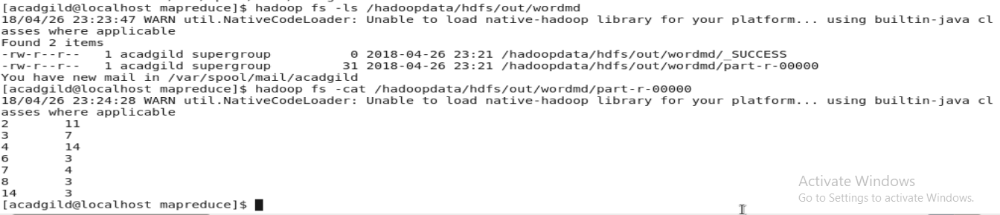 [acadgild@localhost mapreduce]$ hadoop fs -ls /hadoopdata/hdfs/out/wordmd
18/04/26 23:23:47 WARN util.NativeCodeLoader: Unable to load native-hadoop library for your platform... using builtin-java cl
asses where applicable
Found 2 items
-rw-r--r--   1 acadgild supergroup          0 2018-04-26 23:21 /hadoopdata/hdfs/out/wordmd/_SUCCESS
-rw-r--r--   1 acadgild supergroup         31 2018-04-26 23:21 /hadoopdata/hdfs/out/wordmd/part-r-00000
You have new mail in /var/spool/mail/acadgild
[acadgild@localhost mapreduce]$ hadoop fs -cat /hadoopdata/hdfs/out/wordmd/part-r-00000
18/04/26 23:24:28 WARN util.NativeCodeLoader: Unable to load native-hadoop library for your platform... using builtin-java cl
asses where applicable
2       11
3       7
4       14
6       3
7       4
8       3
14      3
[acadgild@localhost mapreduce]$
Activate Windows
Go to Settings to activate Windows.